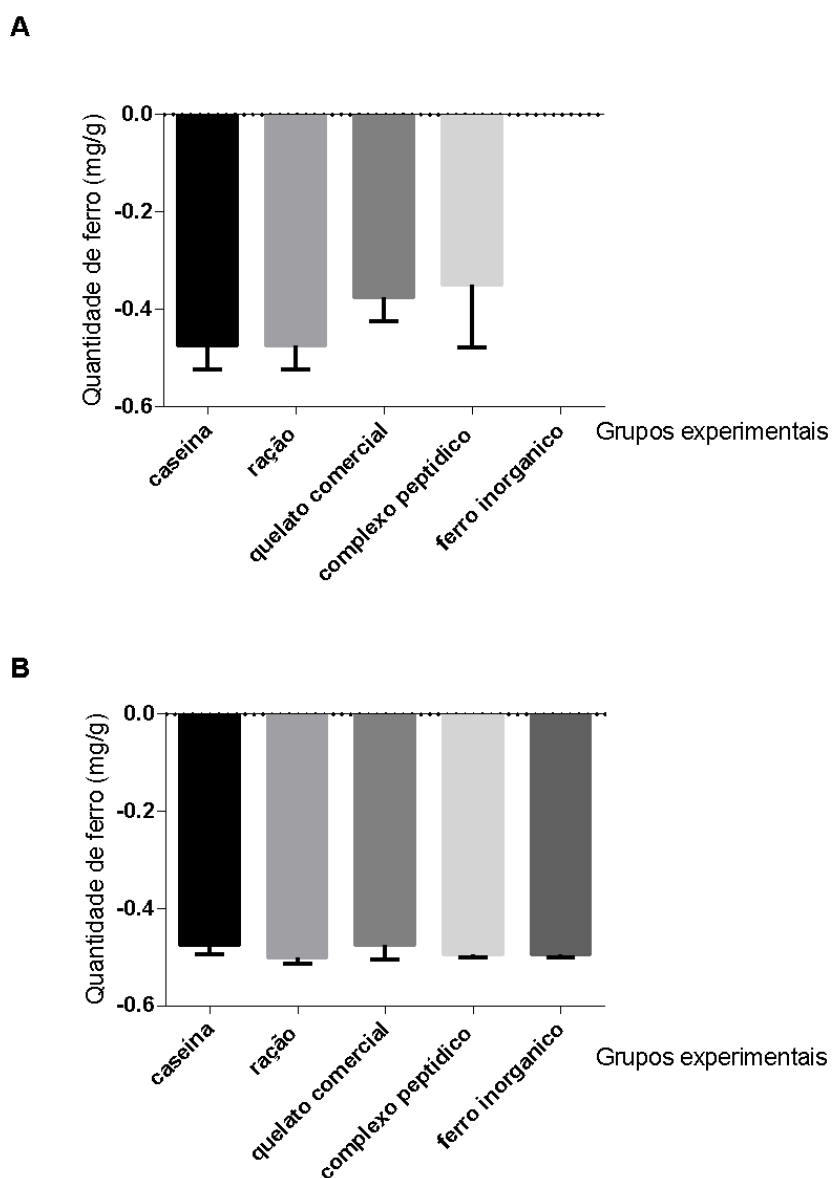 A
Quantidade de ferro (mg/g)
0.0
-0.2
-0.4
-0.6
caseina
ração
quelato comercial
complexo peptídico
ferro inorganico
Grupos experimentais
B
Quantidade de ferro (mg/g)
0.0
-0.2
-0.4
-0.6
caseina
ração
quelato comercial
complexo peptídico
ferro inorganico
Grupos experimentais